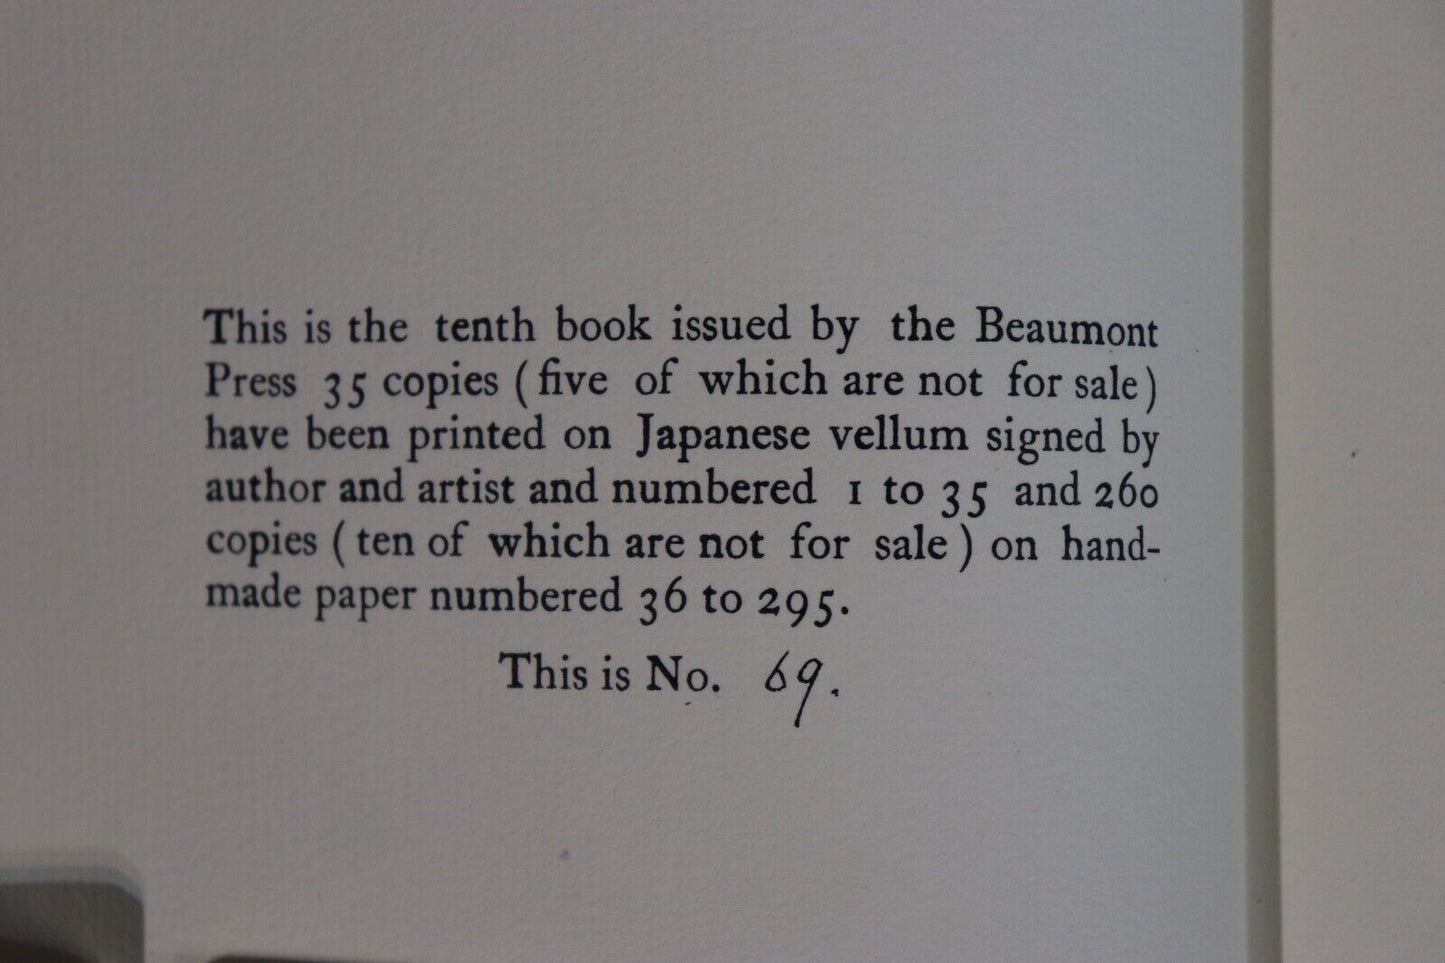 This is the tenth book issued by the Beaumont
Press 35 copies (five of which are not for sale)
have been printed on Japanese vellum signed by
author and artist and numbered 1 to 35 and 260
copies (ten of which are not for sale) on hand-
made paper numbered 36 to 295.
This is No. 69.